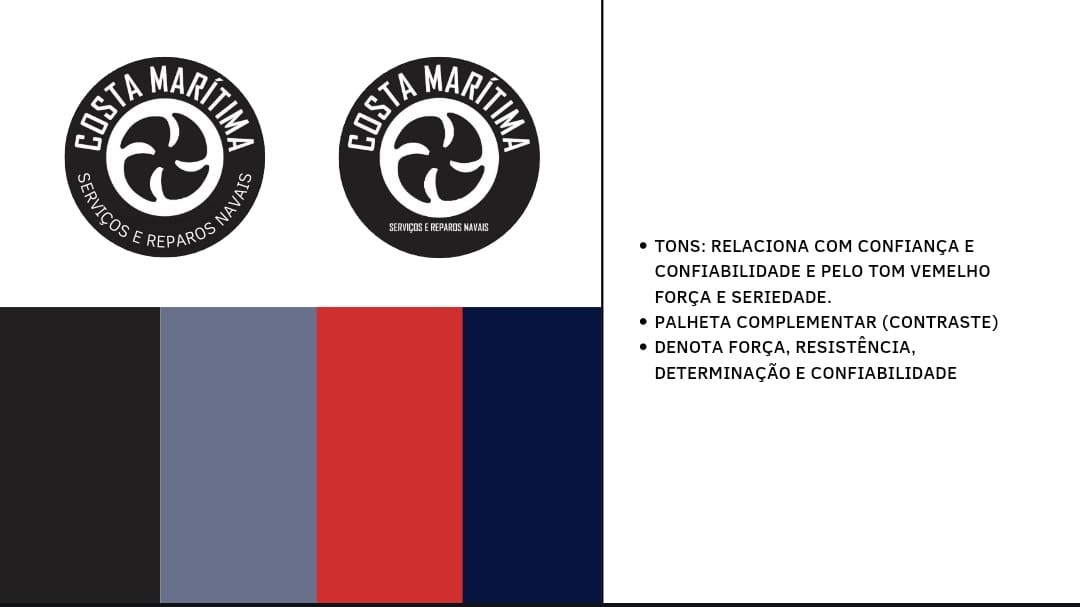 COSTA MARÍTIMA
SERVIÇOS E REPAROS NAVAIS
COSTA MARÍTIMA
SERVIÇOS E REPAROS NAVAIS
• TONS: RELACIONA COM CONFIANÇA E
CONFIABILIDADE E PELO TOM VEMELHO
FORÇA E SERIEDADE.
• PALHETA COMPLEMENTAR (CONTRASTE)
• DENOTA FORÇA, RESISTÊNCIA,
DETERMINAÇÃO E CONFIABILIDADE